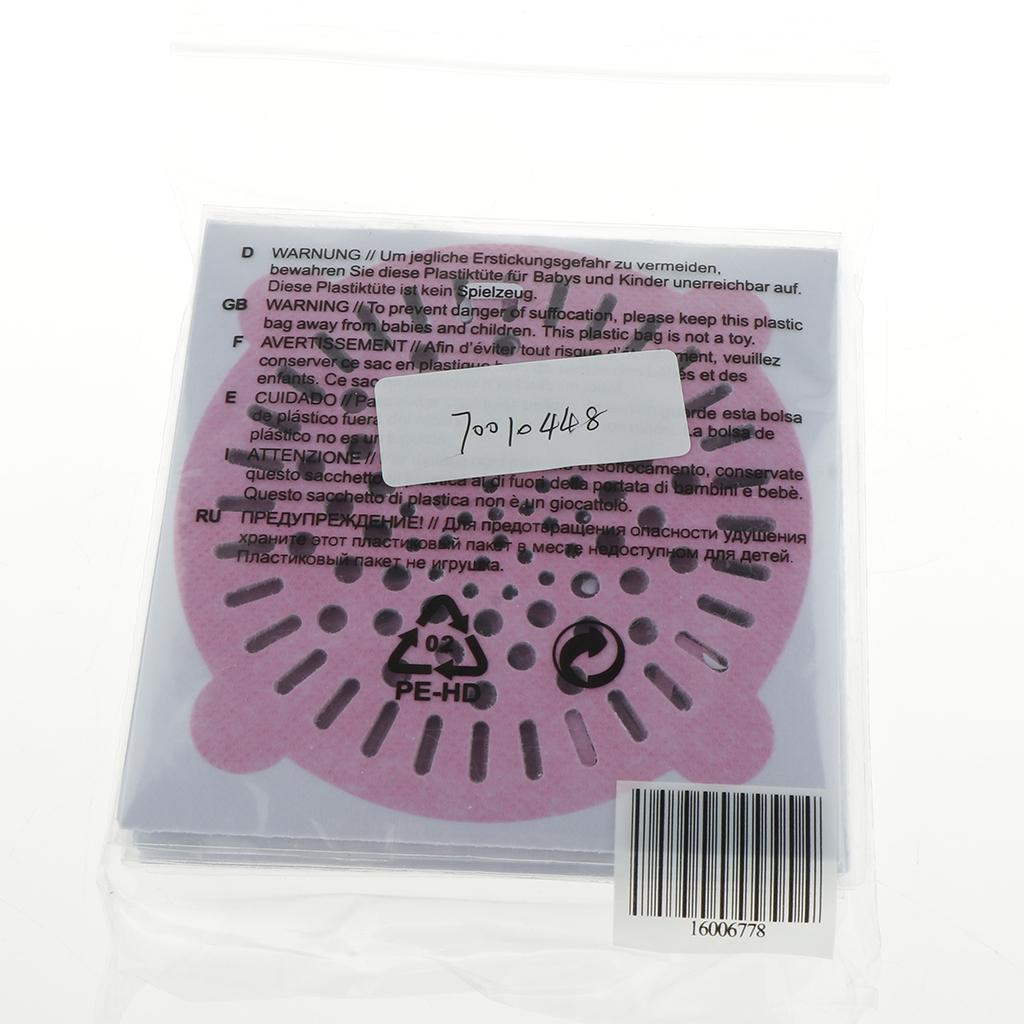 D WARNUNG // Um jegliche Erstickungsgefahr zu vermeiden,
bewahren Sie diese Plastiktüte für Babys und Kinder unerreichbar auf.
Diese Plastiktüte ist kein Spielzeug.
GB WARNING // To prevent danger of suffocation, please keep this plastic
bag away from babies and children. This plastic bag is not a toy.
F AVERTISSEMENT // Afin d'éviter tout risque veuillez
conserver ce sac en plastique et des
enfants. Ce sac
E CUIDADO // esta bolsa
de plástico fuera La bolsa de
plástico no es
70010448
I ATTENZIONE // di soffocamento, conservate
questo sacchetto al di fuori della portata di bambini e bebè.
Questo sacchetto di plastica non è un giocattolo.
RU ПРЕДУПРЕЖДЕНИЕ! // Для предотвращения опасности удушения
храните этот пластиковый пакет в месте недоступном для детей.
Пластиковый пакет не игрушка.
02
PE-HD
16006778